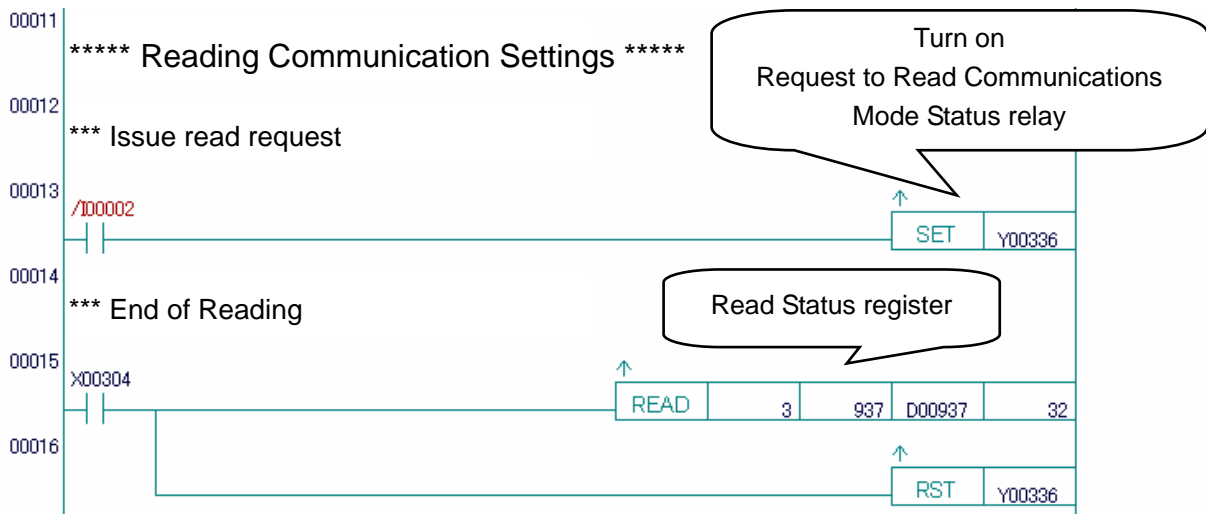 00011
***** Reading Communication Settings *****
Turn on
Request to Read Communications
Mode Status relay
00012
*** Issue read request
00013
/I00002
SET Y00336
00014
*** End of Reading
Read Status register
00015
X00304
READ 3 937 D00937 32
00016
RST Y00336